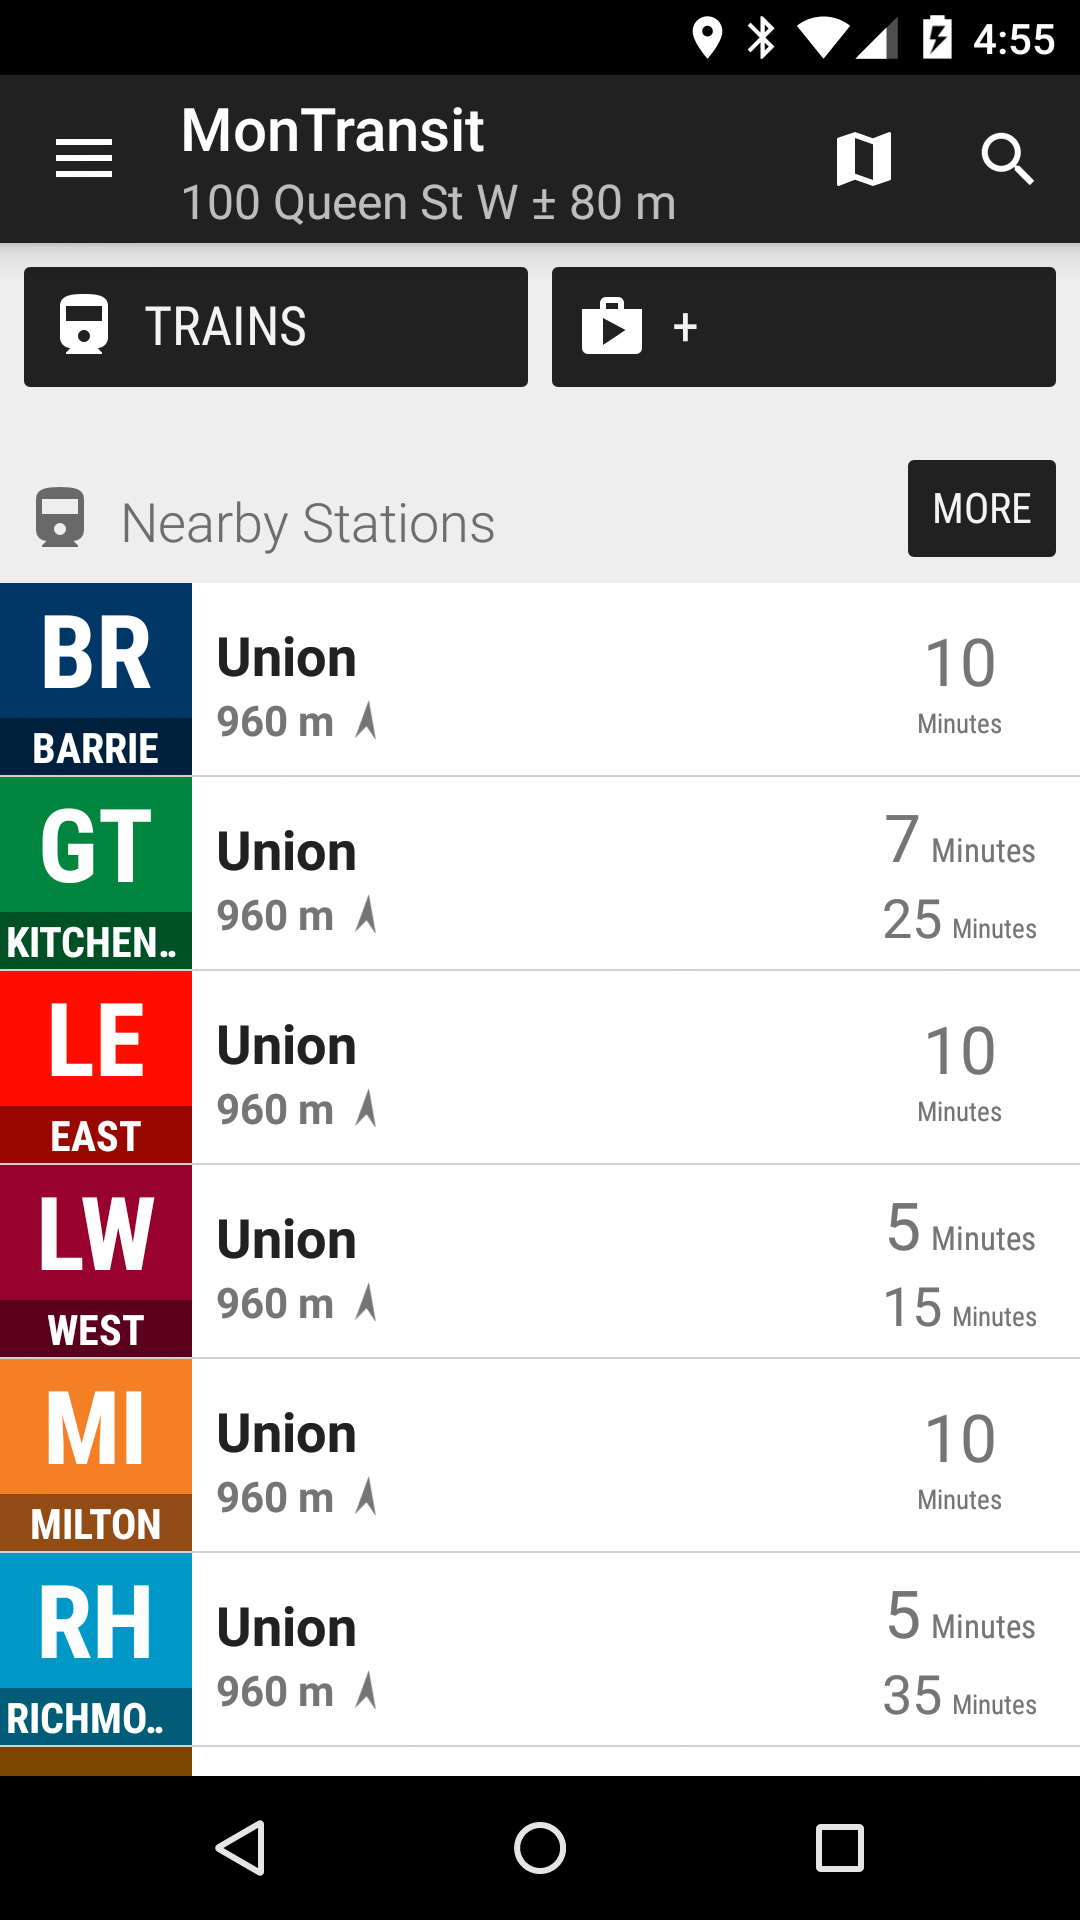 4:55
MonTransit
100 Queen St W ± 80 m
TRAINS
+
Nearby Stations
MORE
BR
BARRIE
Union
960 m
10
Minutes
GT
KITCHEN..
Union
960 m
7 Minutes
25 Minutes
LE
EAST
Union
960 m
10
Minutes
LW
WEST
Union
960 m
5 Minutes
15 Minutes
MI
MILTON
Union
960 m
10
Minutes
RH
RICHMO..
Union
960 m
5 Minutes
35 Minutes